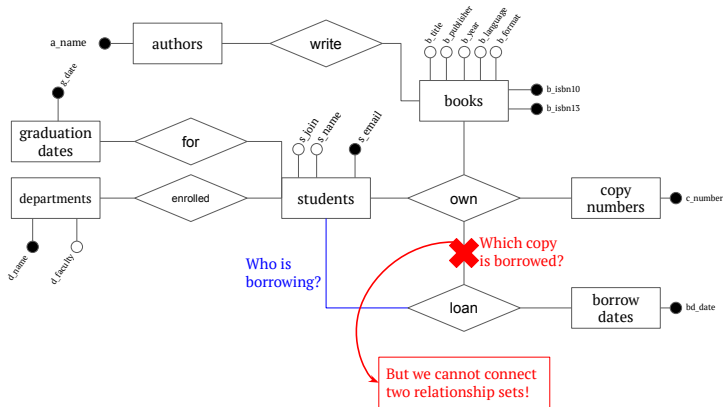 a_name
authors
write
b_title
b_publisher
b_year
b_language
b_format
books
b_isbn10
b_isbn13
g_date
graduation
dates
for
s_join
s_name
s_email
departments
enrolled
students
own
copy
numbers
c_number
d_name
d_faculty
Who is
borrowing?
Which copy
is borrowed?
loan
borrow
dates
bd_date
But we cannot connect
two relationship sets!